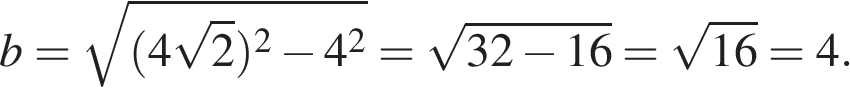 b = √((4√2)² − 4²) = √(32 − 16) = √16 = 4.